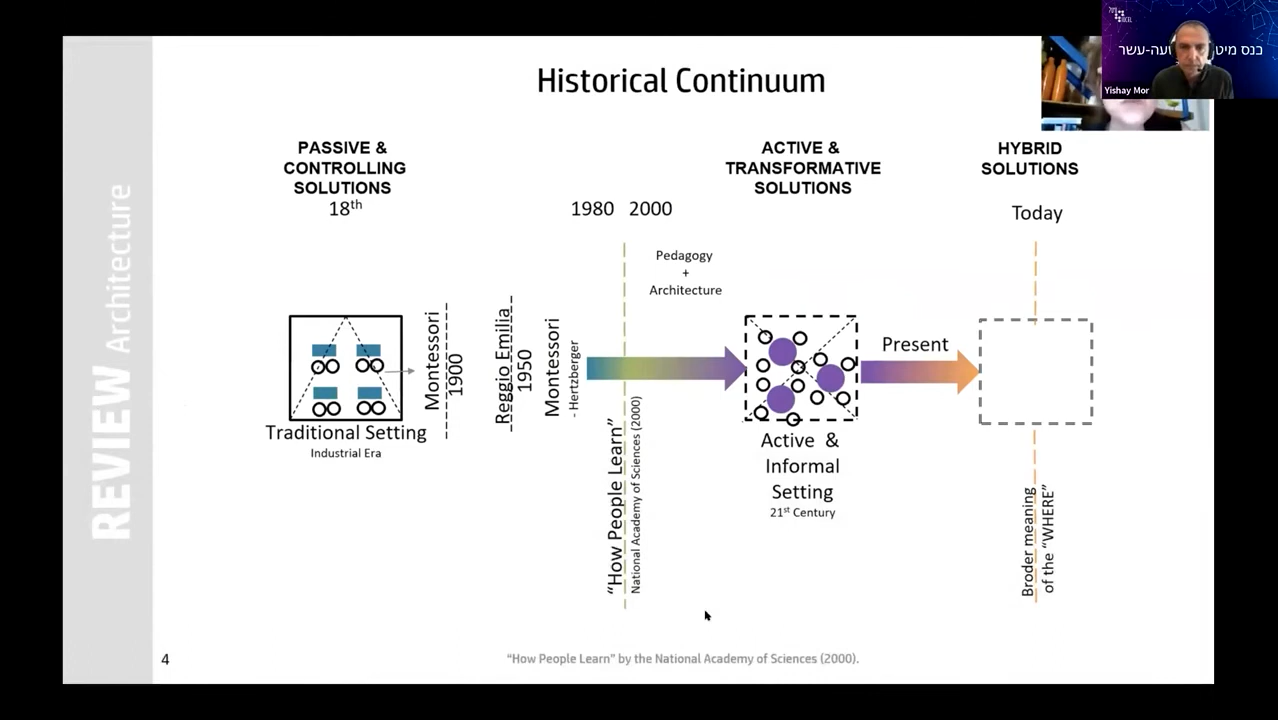 Historical Continuum
PASSIVE &
CONTROLLING
SOLUTIONS
18th
1980 2000
Pedagogy
+
Architecture
ACTIVE &
TRANSFORMATIVE
SOLUTIONS
HYBRID
SOLUTIONS
Today
REVIEW Architecture
Traditional Setting
Industrial Era
Montessori
1900
Reggio Emilia
1950
Montessori
- Hertzberger
“How People Learn”
National Academy of Sciences (2000)
Active &
Informal
Setting
21st Century
Present
Broder meaning
of the “WHERE”
4
“How People Learn” by the National Academy of Sciences (2000).
כנס
עשר
Yishay Mor